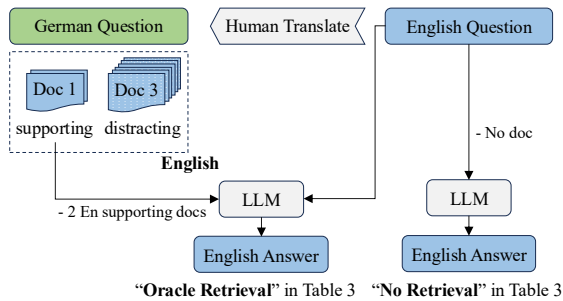 German Question
Human Translate
English Question
Doc 1
Doc 3
supporting
distracting
English
- No doc
- 2 En supporting docs
LLM
LLM
English Answer
English Answer
“Oracle Retrieval” in Table 3
“No Retrieval” in Table 3